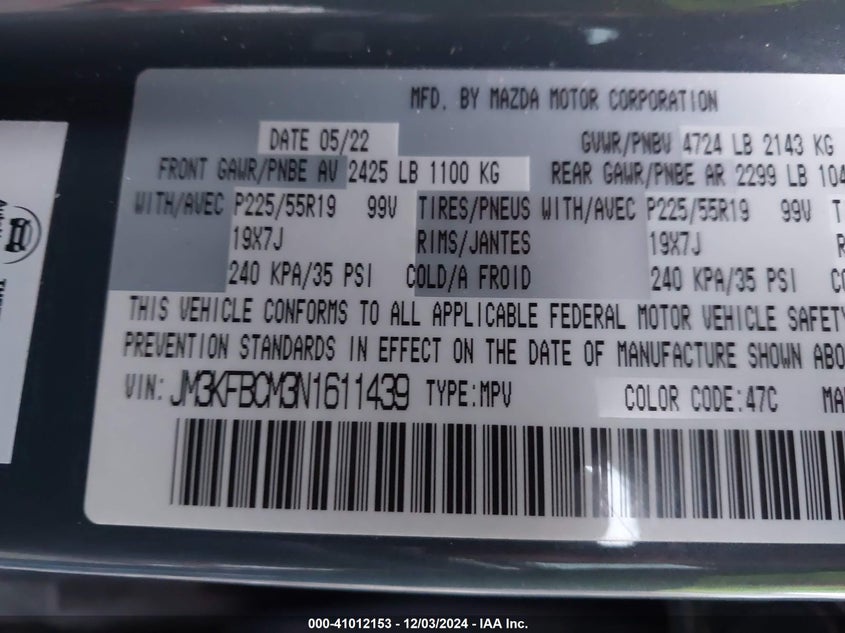 MFD. BY MAZDA MOTOR CORPORATION
DATE 05/22 GVWR/PNBV 4724 LB 2143 KG
FRONT GAWR/PNBE AV 2425 LB 1100 KG REAR GAWR/PNBE AR 2299 LB 104
WITH/AVEC P225/55R19 99V TIRES/PNEUS WITH/AVEC P225/55R19 99V
19X7J RIMS/JANTES 19X7J
240 KPA/35 PSI COLD/A FROID 240 KPA/35 PSI
THIS VEHICLE CONFORMS TO ALL APPLICABLE FEDERAL MOTOR VEHICLE SAFETY
PREVENTION STANDARDS IN EFFECT ON THE DATE OF MANUFACTURE SHOWN ABO
VIN: JM3KFBCM3N1611439 TYPE:MPV COLOR CODE:47C MA
000-41012153 - 12/03/2024 - IAA Inc.